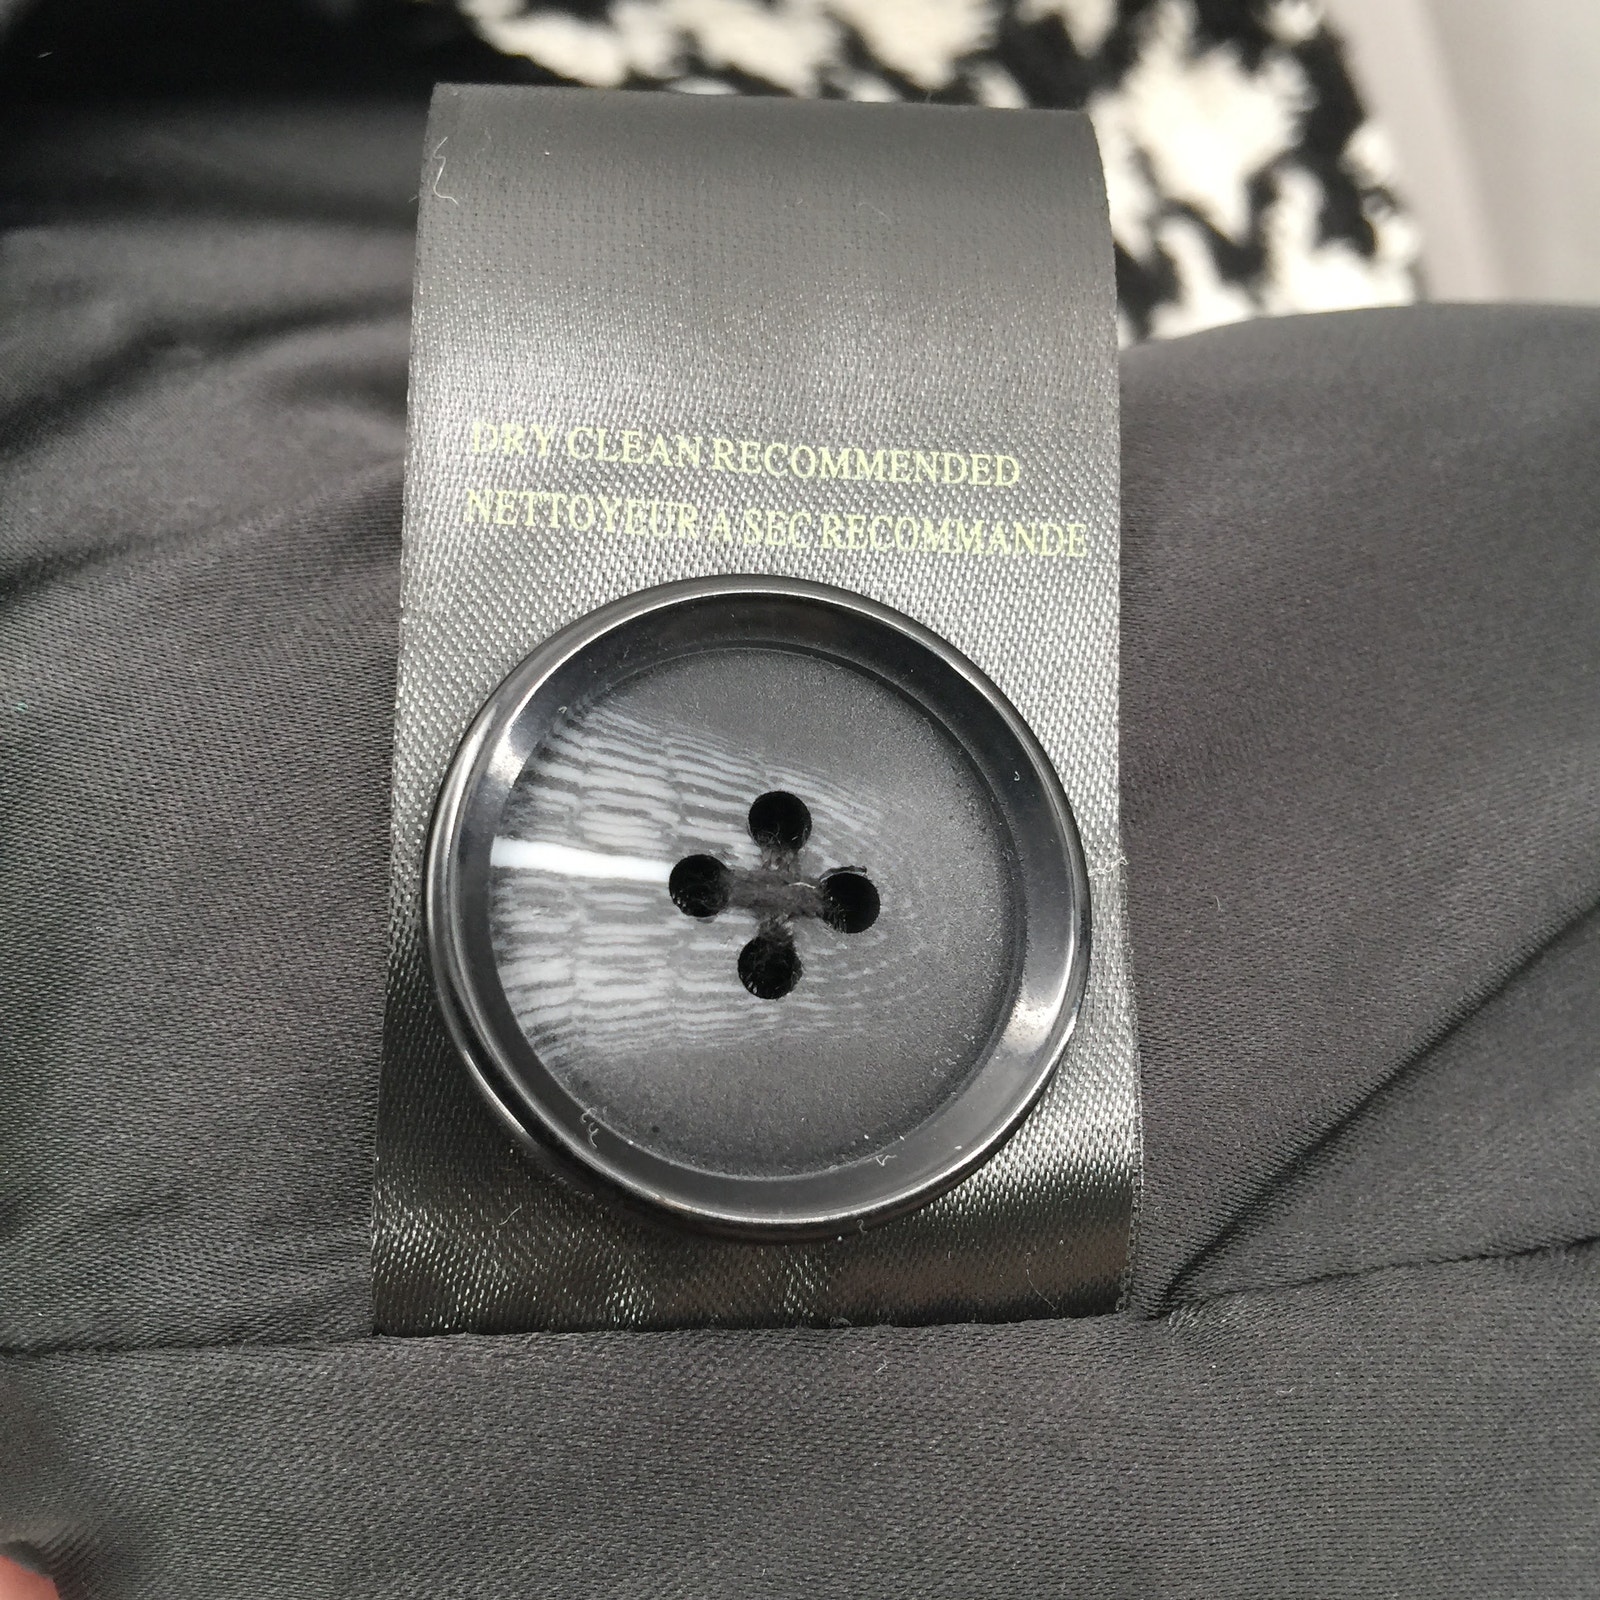 DRY CLEAN RECOMMENDED
NETTOYEUR A SEC RECOMMANDE